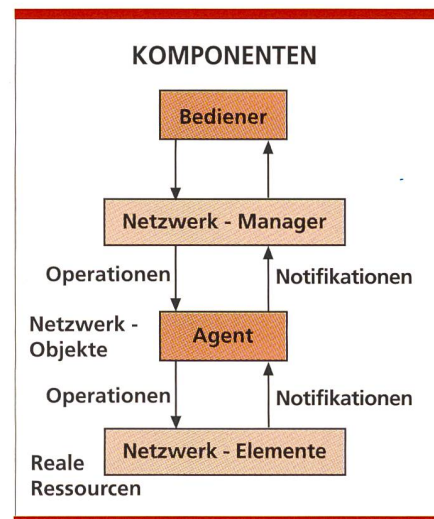 KOMPONENTEN
Bediener
Netzwerk - Manager
Operationen
Notifikationen
Netzwerk -
Objekte
Agent
Operationen
Notifikationen
Netzwerk - Elemente
Reale
Ressourcen